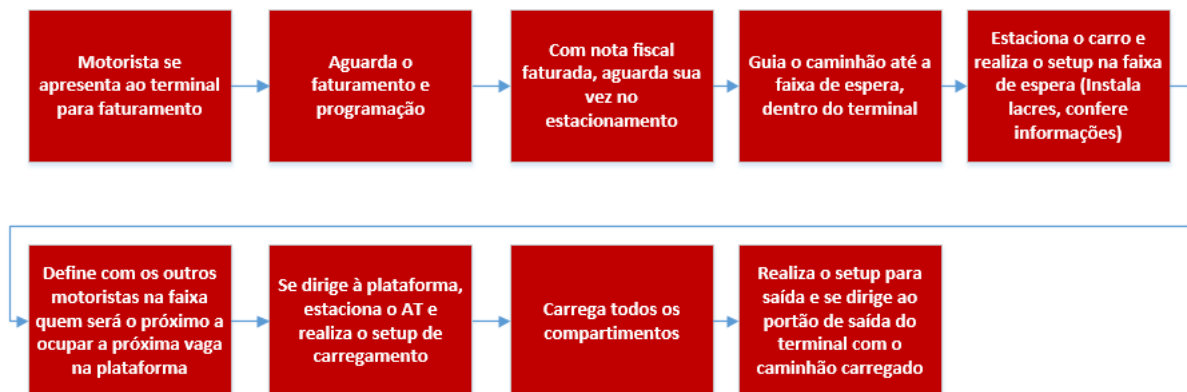 Motorista se
apresenta ao terminal
para faturamento
Aguarda o
faturamento e
programação
Com nota fiscal
faturada, aguarda sua
vez no
estacionamento
Guia o caminhão até a
faixa de espera,
dentro do terminal
Estaciona o carro e
realiza o setup na faixa
de espera (Instala
lacres, confere
informações)
Define com os outros
motoristas na faixa
quem será o próximo a
ocupar a próxima vaga
na plataforma
Se dirige à plataforma,
estaciona o AT e
realiza o setup de
carregamento
Carrega todos os
compartimentos
Realiza o setup para
saída e se dirige ao
portão de saída do
terminal com o
caminhão carregado